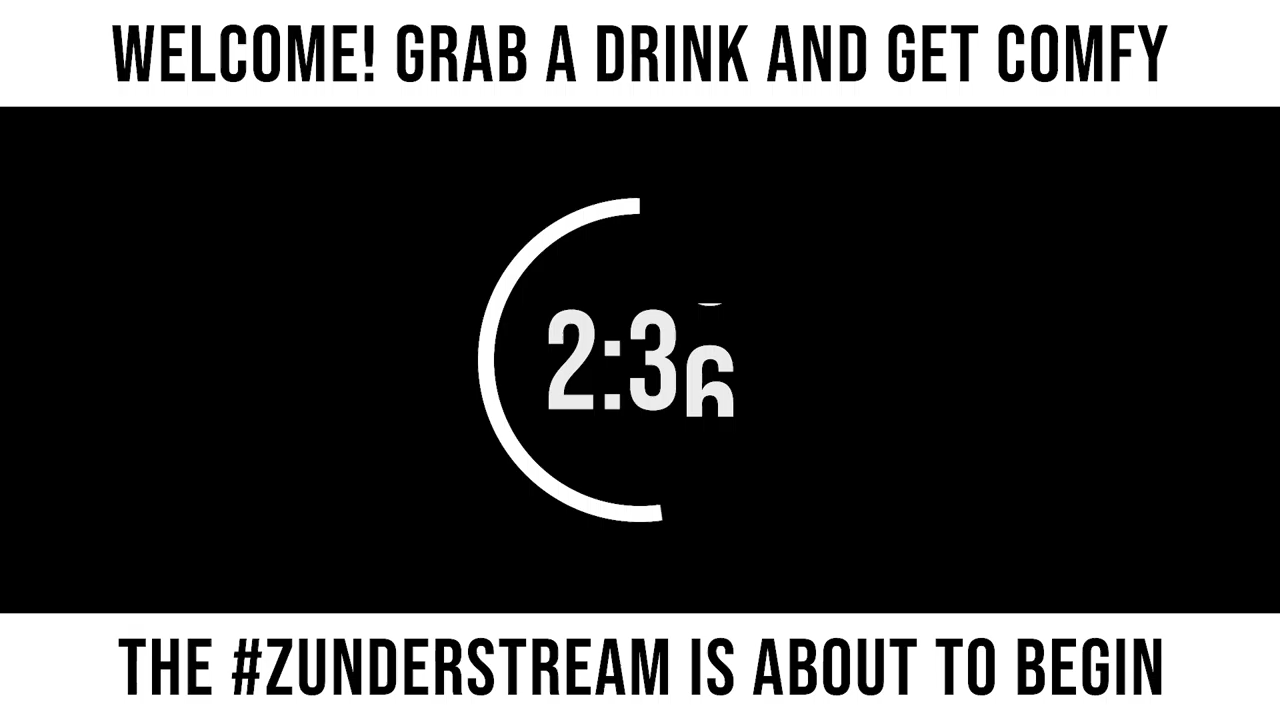 WELCOME! GRAB A DRINK AND GET COMFY
2:36
THE #ZUNDERSTREAM IS ABOUT TO BEGIN